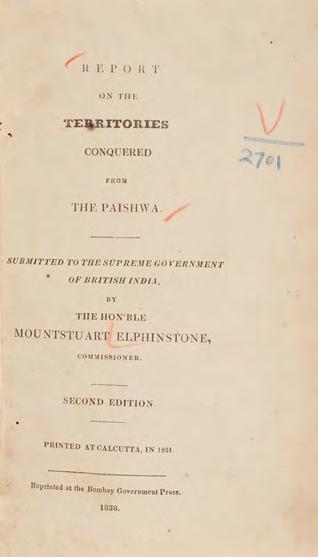 REPORT
ON THE
TERRITORIES
CONQUERED
FROM
THE PAISHWA.
SUBMITTED TO THE SUPREME GOVERNMENT
OF BRITISH INDIA,
BY
THE HON'BLE
MOUNTSTUART ELPHINSTONE,
COMMISSIONER.
SECOND EDITION.
PRINTED AT CALCUTTA, IN 1821.
Reprinted at the Bombay Government Press.
1838.
V
2701